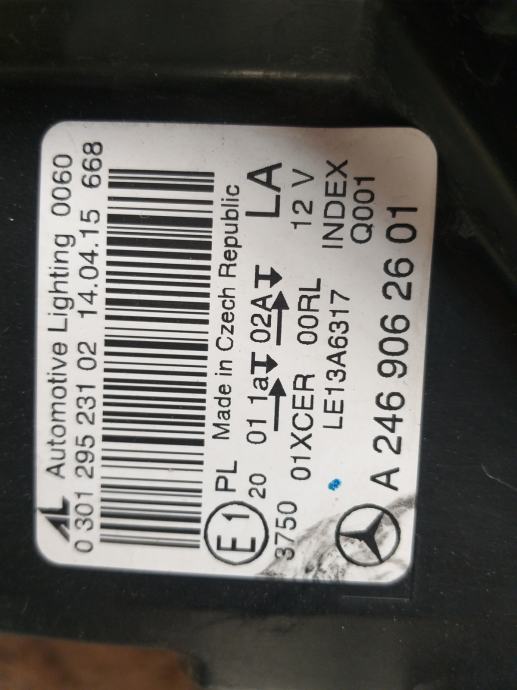 AL Automotive Lighting 0060
0 301 295 231 02 14.04.15 668
E1 PL Made in Czech Republic
20 01 1a 02A LA
3750 01XCER 00RL 12 V
LE13A6317 INDEX
Q001
A 246 906 26 01